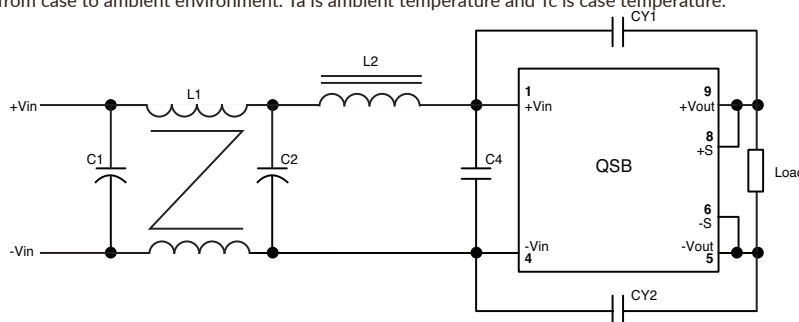 from case to ambient environment. Ta is ambient temperature and Tc is case temperature.
CY1
L2
L1
1
9
+Vin
+Vin
+Vout
8
+S
C1
C2
C4
QSB
Load
6
-S
-Vin
-Vin
-Vout
4
5
CY2